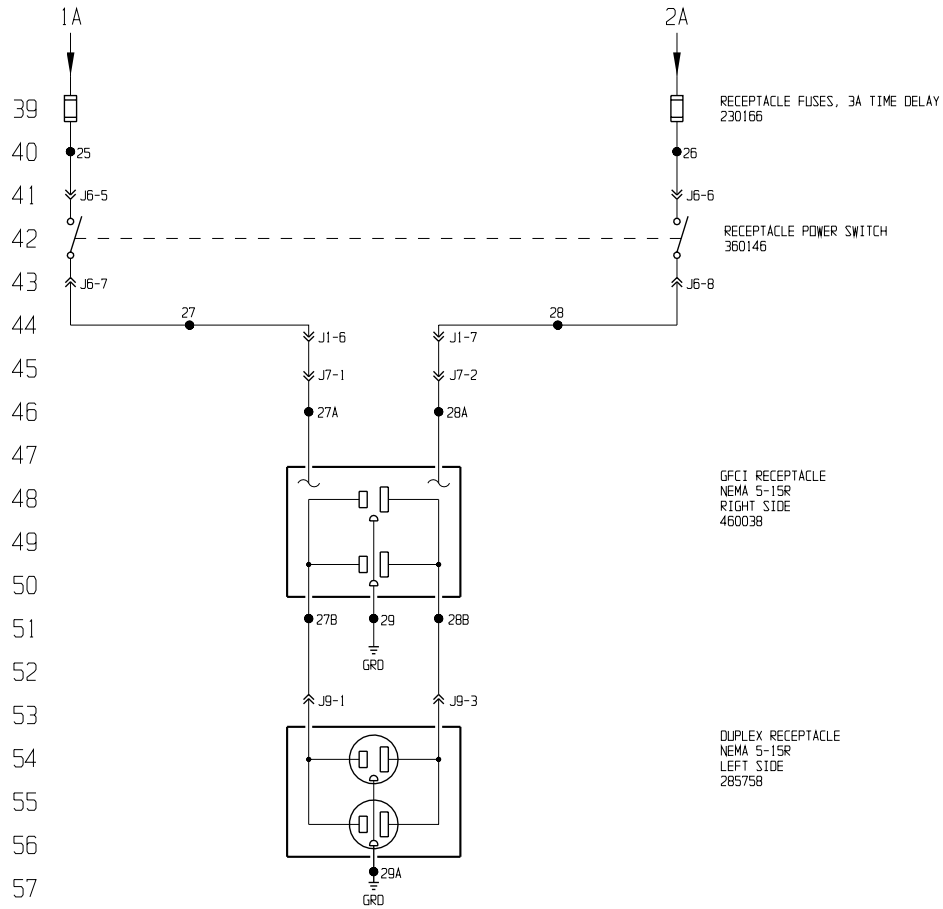 1A 2A
39 RECEPTACLE FUSES, 3A TIME DELAY
230166
40 25 26
41 J6-5 J6-6
42 RECEPTACLE POWER SWITCH
360146
43 J6-7 J6-8
44 27 28
J1-6 J1-7
45 J7-1 J7-2
46 27A 28A
47
GFCI RECEPTACLE
48 NEMA 5-15R
RIGHT SIDE
460038
49
50
51 27B 29 28B
GRD
52
53 J9-1 J9-3
DUPLEX RECEPTACLE
54 NEMA 5-15R
LEFT SIDE
285758
55
56
57 29A
GRD